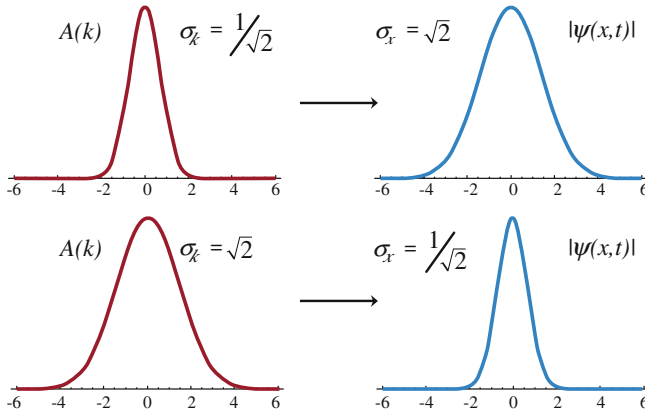 A(k) σk = 1/√2 σx = √2 |ψ(x,t)|
-6 -4 -2 0 2 4 6 -6 -4 -2 0 2 4 6
A(k) σk = √2 σx = 1/√2 |ψ(x,t)|
-6 -4 -2 0 2 4 6 -6 -4 -2 0 2 4 6